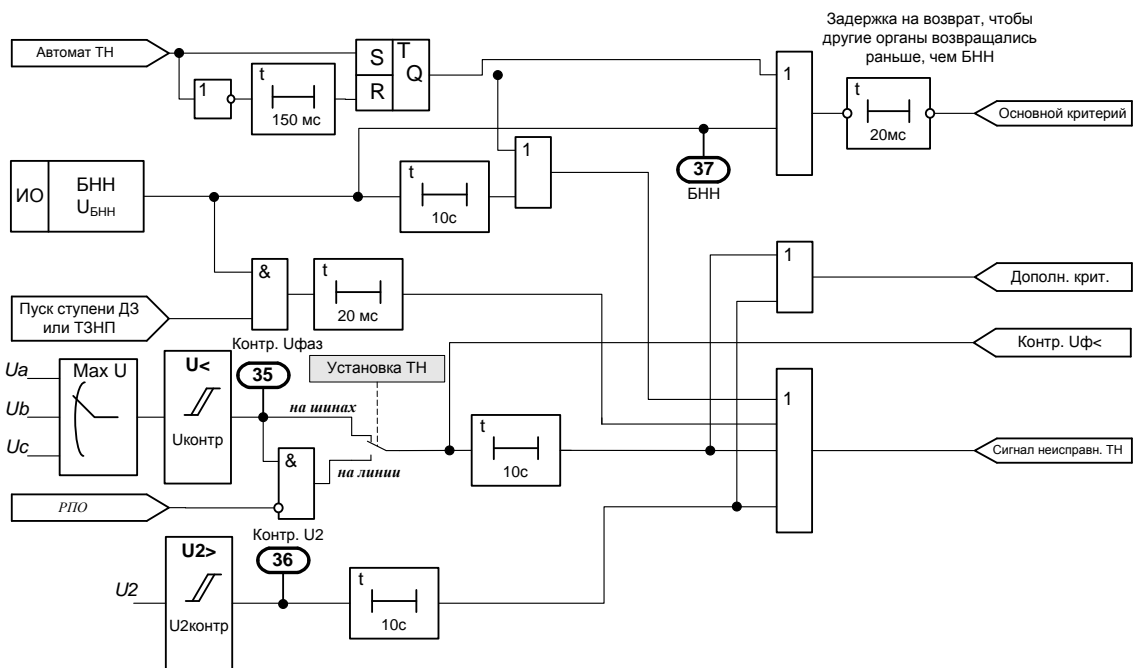 Задержка на возврат, чтобы
другие органы возвращались
раньше, чем БНН
Автомат ТН
S
T
Q
R
1
t
150 мс
1
t
20мс
Основной критерий
1
37
БНН
ИО
БНН
UБНН
t
10с
&
t
20 мс
1
Дополн. крит.
Пуск ступени ДЗ
или ТЗНП
Контр. Uфаз
35
Контр. Uф<
Ua
Ub
Uc
Max U
U<
Uконтр
Установка ТН
на шинах
на линии
&
t
10с
1
Сигнал неисправн. ТН
РПО
Контр. U2
36
U2
U2>
U2контр
t
10с